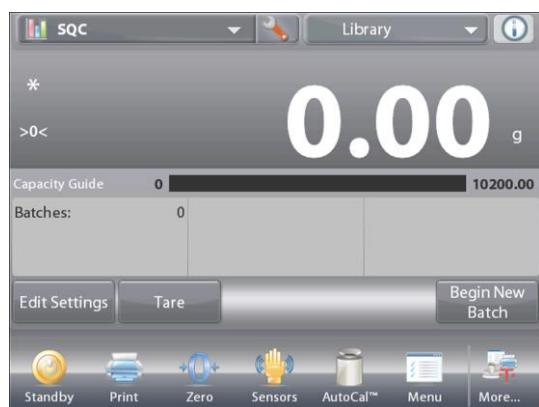 SQC
Library
*
>0<
0.00 g
Capacity Guide 0 10200.00
Batches: 0
Edit Settings
Tare
Begin New
Batch
Standby
Print
Zero
Sensors
AutoCal™
Menu
More...